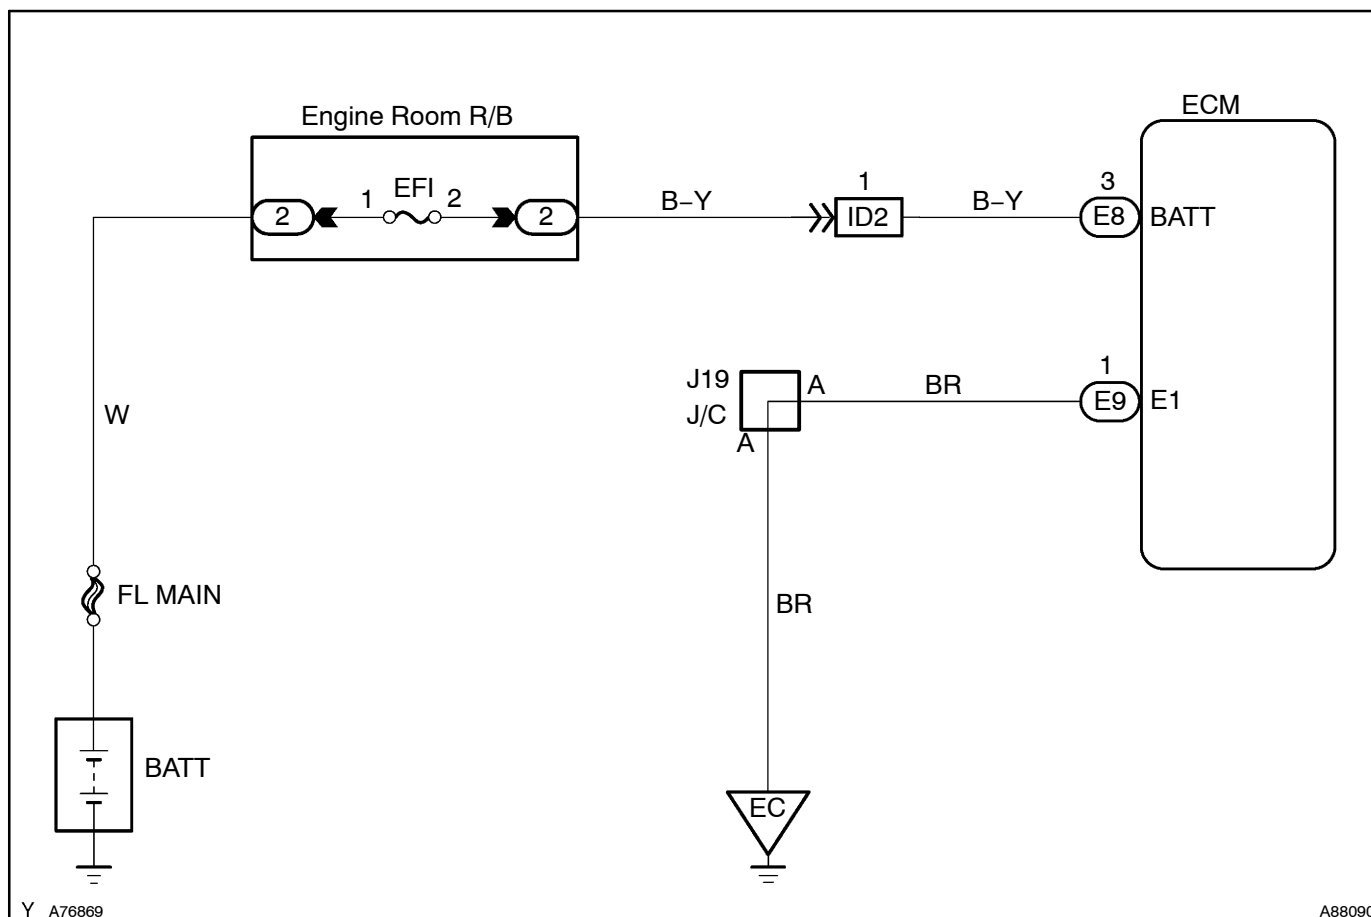 ECM
Engine Room R/B
EFI
1
2
2
2
B–Y
1
ID2
B–Y
3
E8
BATT
J19
J/C
A
A
BR
1
E9
E1
W
FL MAIN
BR
BATT
EC
Y A76869
A88090